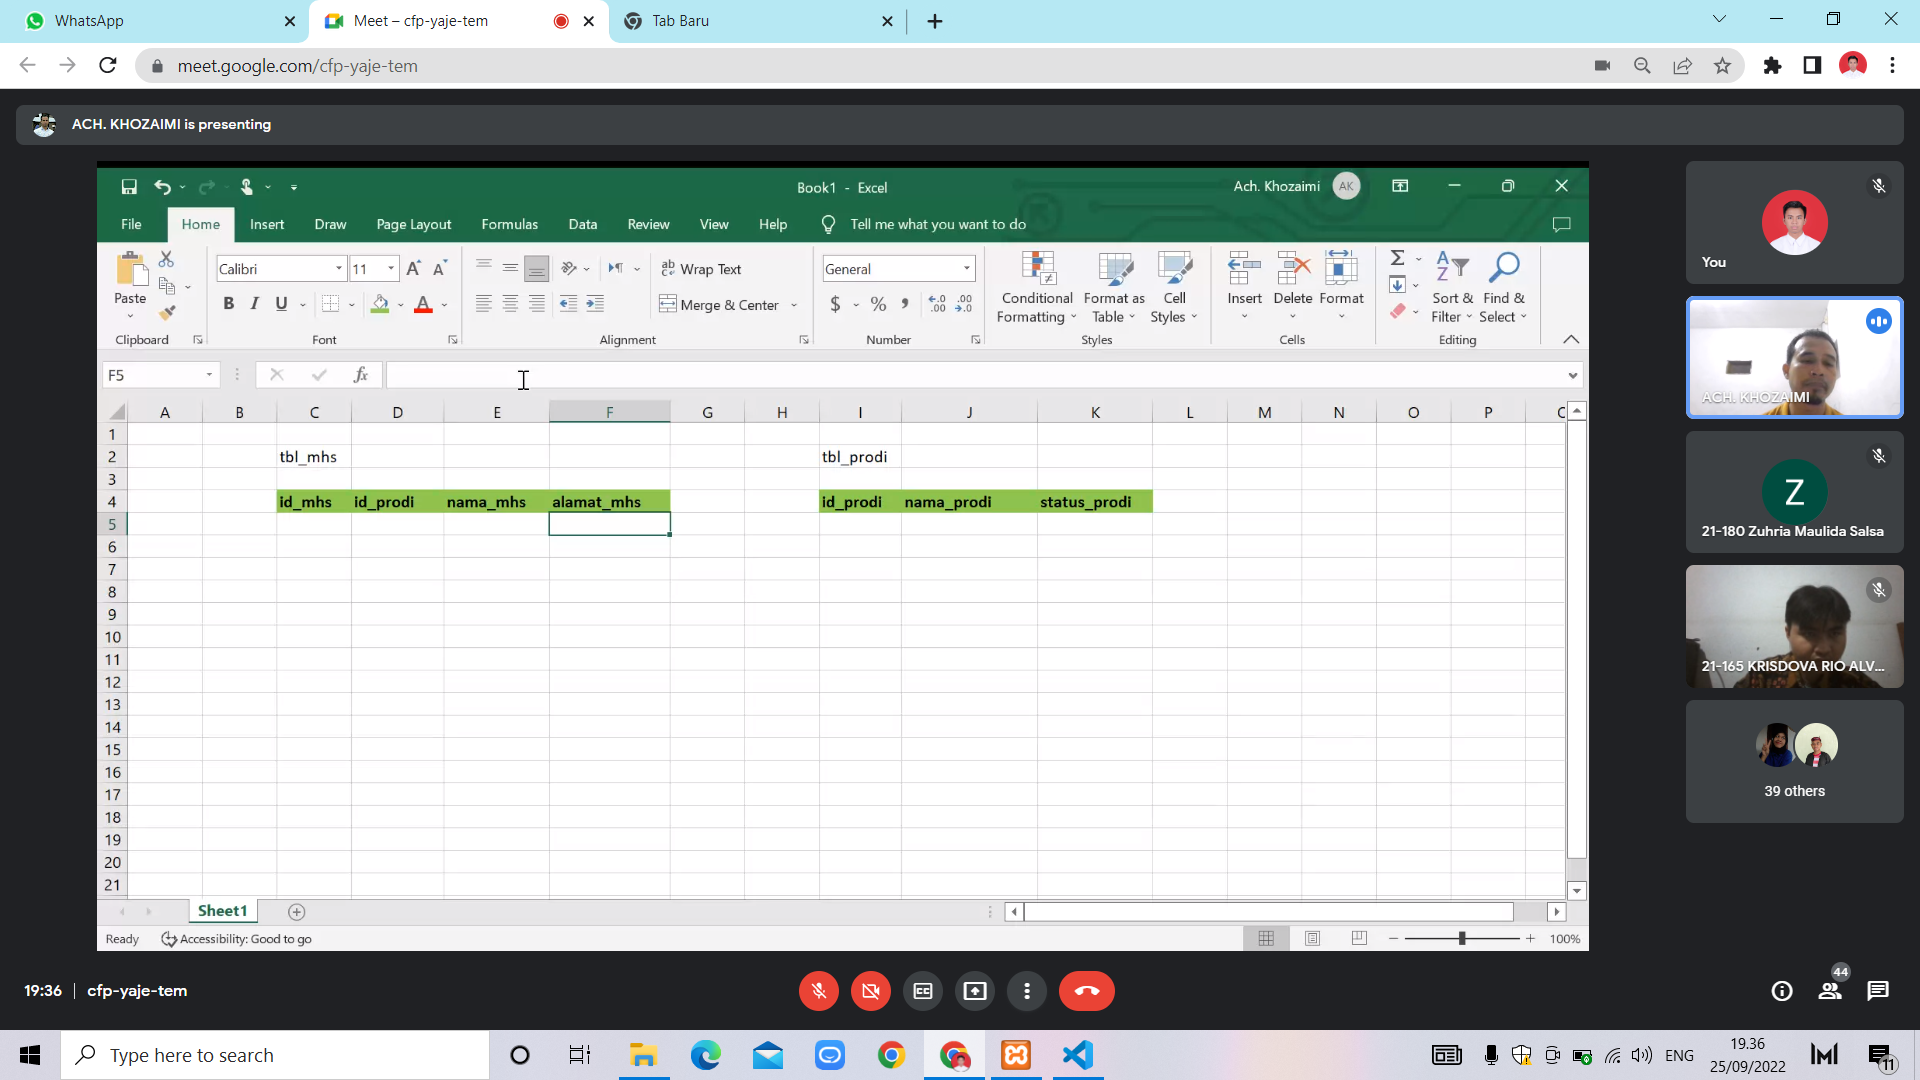 WhatsApp
Meet – cfp-yaje-tem
Tab Baru
meet.google.com/cfp-yaje-tem
ACH. KHOZAIMI is presenting
Book1 - Excel
Ach. Khozaimi
AK
File
Home
Insert
Draw
Page Layout
Formulas
Data
Review
View
Help
Tell me what you want to do
Paste
Calibri
11
Wrap Text
Merge & Center
General
Conditional Formatting
Format as Table
Cell Styles
Insert
Delete
Format
Sort & Filter
Find & Select
Clipboard
Font
Alignment
Number
Styles
Cells
Editing
F5
fx
A B C D E F G H I J K L M N O P
1
2 tbl_mhs tbl_prodi
3
4 id_mhs id_prodi nama_mhs alamat_mhs id_prodi nama_prodi status_prodi
5
6
7
8
9
10
11
12
13
14
15
16
17
18
19
20
21
Sheet1
Ready
Accessibility: Good to go
100%
You
ACH. KHOZAIMI
Z
21-180 Zuhria Maulida Salsa
21-165 KRISDOVA RIO ALV...
39 others
19:36 | cfp-yaje-tem
44
Type here to search
ENG
19.36
25/09/2022
11